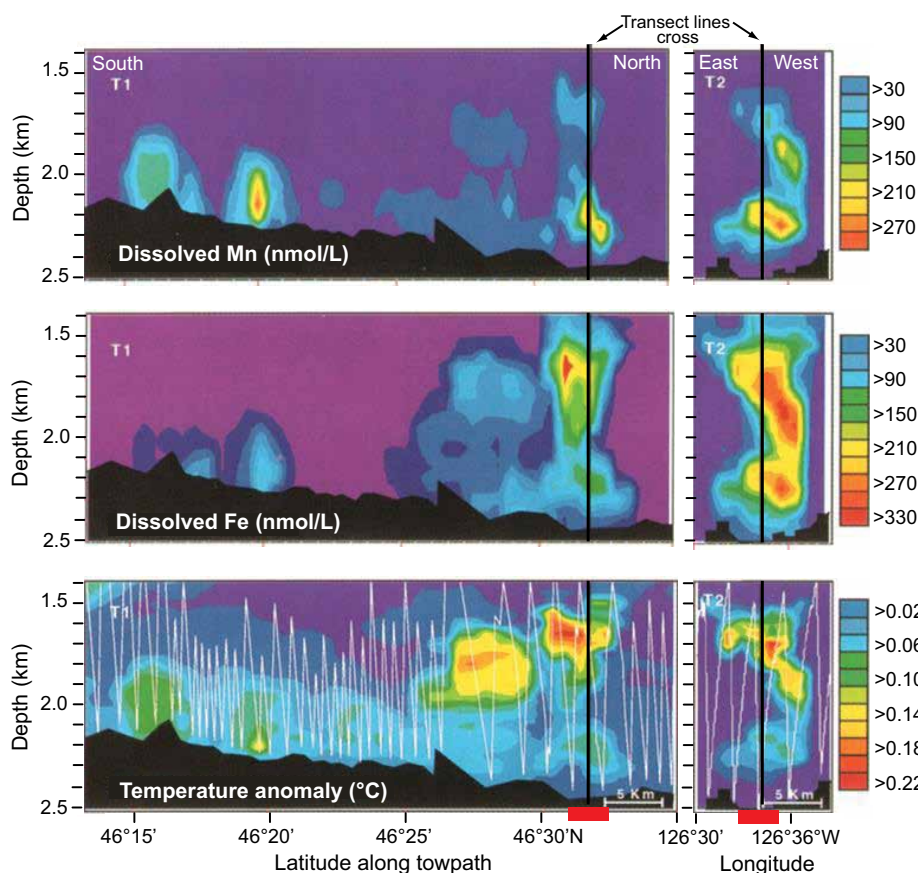 Transect lines
cross
South
North
East
West
T1
T2
1.5
2.0
2.5
Depth (km)
Dissolved Mn (nmol/L)
>30
>90
>150
>210
>270
T1
T2
1.5
2.0
2.5
Depth (km)
Dissolved Fe (nmol/L)
>30
>90
>150
>210
>270
>330
T1
T2
1.5
2.0
2.5
Depth (km)
Temperature anomaly (°C)
5 Km
5 Km
>0.02
>0.06
>0.10
>0.14
>0.18
>0.22
46°15’ 46°20’ 46°25’ 46°30’N 126°30’ 126°36’W
Latitude along towpath Longitude